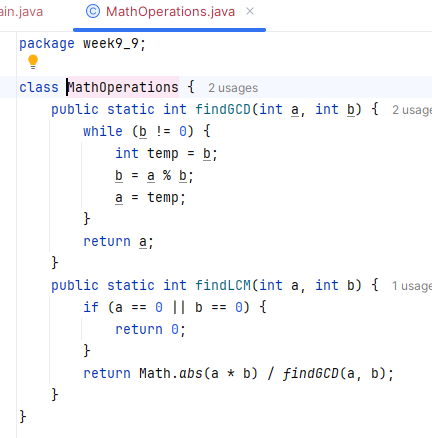 ain.java
MathOperations.java
package week9_9;
class MathOperations { 2 usages
public static int findGCD(int a, int b) { 2 usage
while (b != 0) {
int temp = b;
b = a % b;
a = temp;
}
return a;
}
public static int findLCM(int a, int b) { 1 usage
if (a == 0 || b == 0) {
return 0;
}
return Math.abs(a * b) / findGCD(a, b);
}
}